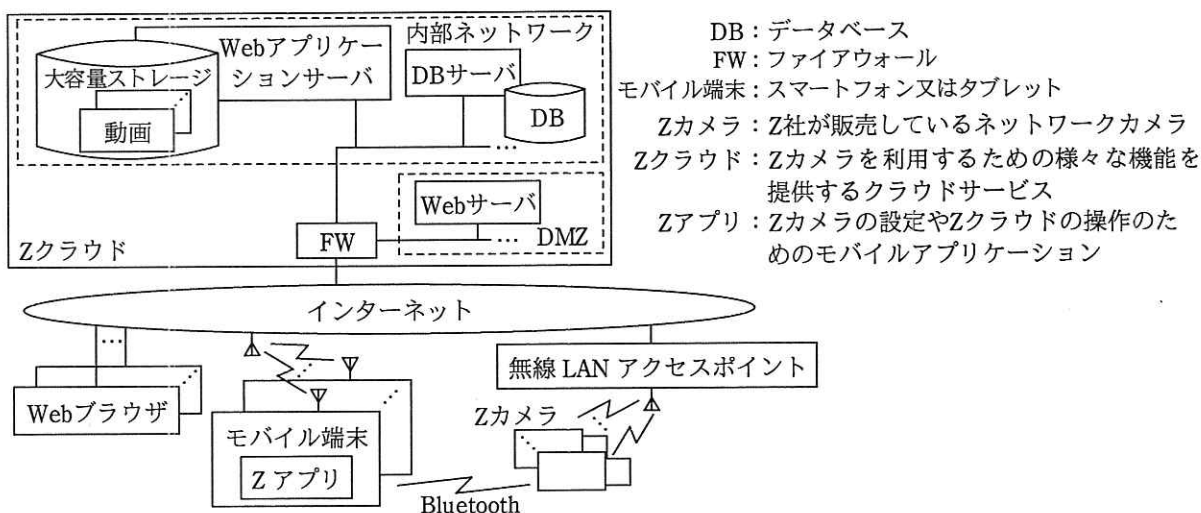 Webアプリケー
ションサーバ
内部ネットワーク
大容量ストレージ
DBサーバ
動画
DB
…
Webサーバ
FW
… DMZ
Zクラウド
インターネット
…
Webブラウザ
モバイル端末
Z アプリ
Bluetooth
Zカメラ
無線 LAN アクセスポイント
DB：データベース
FW：ファイアウォール
モバイル端末：スマートフォン又はタブレット
Zカメラ：Z社が販売しているネットワークカメラ
Zクラウド：Zカメラを利用するための様々な機能を
提供するクラウドサービス
Zアプリ：Zカメラの設定やZクラウドの操作のた
めのモバイルアプリケーション